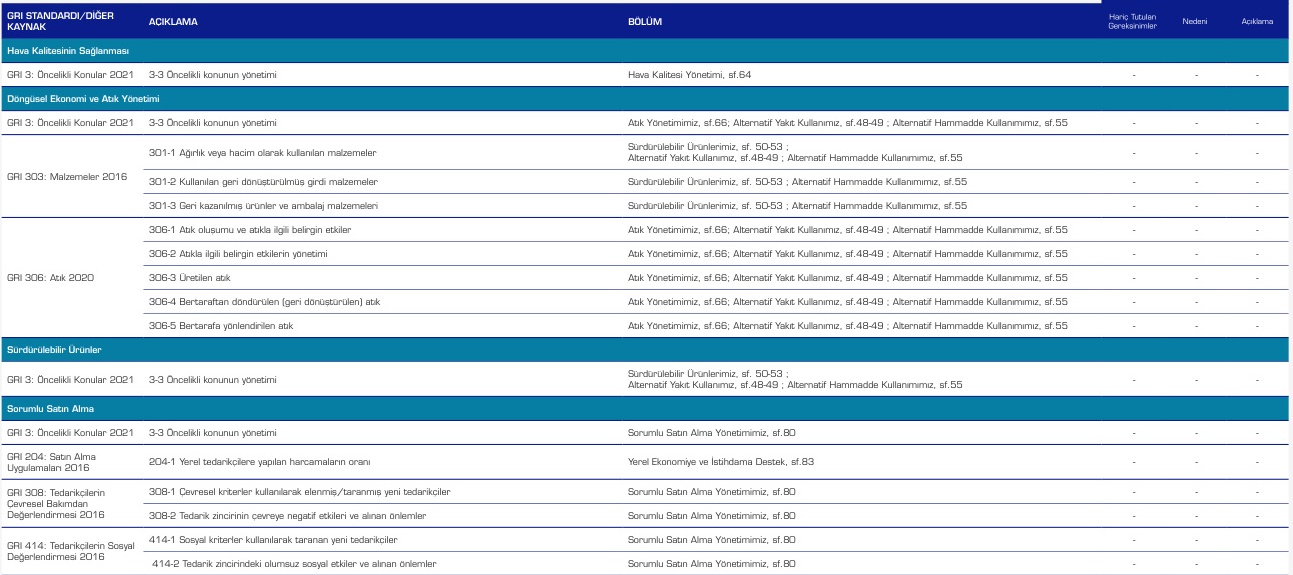 GRI STANDARDI/DİĞER KAYNAK AÇIKLAMA BÖLÜM Hariç Tutulan Gereksinimler Nedeni Açıklama
Hava Kalitesinin Sağlanması
GRI 3: Öncelikli Konular 2021 3-3 Öncelikli konunun yönetimi Hava Kalitesi Yönetimi, sf.64 - - -
Döngüsel Ekonomi ve Atık Yönetimi
GRI 3: Öncelikli Konular 2021 3-3 Öncelikli konunun yönetimi Atık Yönetimimiz, sf.66; Alternatif Yakıt Kullanımız, sf.48-49 ; Alternatif Hammadde Kullanımımız, sf.55 - - -
GRI 303: Malzemeler 2016
301-1 Ağırlık veya hacim olarak kullanılan malzemeler
Sürdürülebilir Ürünlerimiz, sf. 50-53 ;
Alternatif Yakıt Kullanımız, sf.48-49 ; Alternatif Hammadde Kullanımımız, sf.55 - - -
301-2 Kullanılan geri dönüştürülmüş girdi malzemeler Sürdürülebilir Ürünlerimiz, sf. 50-53 ; Alternatif Hammadde Kullanımımız, sf.55 - - -
301-3 Geri kazanılmış ürünler ve ambalaj malzemeleri Sürdürülebilir Ürünlerimiz, sf. 50-53 ; Alternatif Hammadde Kullanımımız, sf.55 - - -
GRI 306: Atık 2020
306-1 Atık oluşumu ve atıkla ilgili belirgin etkiler Atık Yönetimimiz, sf.66; Alternatif Yakıt Kullanımız, sf.48-49 ; Alternatif Hammadde Kullanımımız, sf.55 - - -
306-2 Atıkla ilgili belirgin etkilerin yönetimi Atık Yönetimimiz, sf.66; Alternatif Yakıt Kullanımız, sf.48-49 ; Alternatif Hammadde Kullanımımız, sf.55 - - -
306-3 Üretilen atık Atık Yönetimimiz, sf.66; Alternatif Yakıt Kullanımız, sf.48-49 ; Alternatif Hammadde Kullanımımız, sf.55 - - -
306-4 Bertaraftan döndürülen (geri dönüştürülen) atık Atık Yönetimimiz, sf.66; Alternatif Yakıt Kullanımız, sf.48-49 ; Alternatif Hammadde Kullanımımız, sf.55 - - -
306-5 Bertarafa yönlendirilen atık Atık Yönetimimiz, sf.66; Alternatif Yakıt Kullanımız, sf.48-49 ; Alternatif Hammadde Kullanımımız, sf.55 - - -
Sürdürülebilir Ürünler
GRI 3: Öncelikli Konular 2021 3-3 Öncelikli konunun yönetimi
Sürdürülebilir Ürünlerimiz, sf. 50-53 ;
Alternatif Yakıt Kullanımız, sf.48-49 ; Alternatif Hammadde Kullanımımız, sf.55 - - -
Sorumlu Satın Alma
GRI 3: Öncelikli Konular 2021 3-3 Öncelikli konunun yönetimi Sorumlu Satın Alma Yönetimimiz, sf.80 - - -
GRI 204: Satın Alma
Uygulamaları 2016
204-1 Yerel tedarikçilere yapılan harcamaların oranı Yerel Ekonomiye ve İstihdama Destek, sf.83 - - -
GRI 308: Tedarikçilerin
Çevresel Bakımdan
Değerlendirmesi 2016
308-1 Çevresel kriterler kullanılarak elenmiş/taranmış yeni tedarikçiler Sorumlu Satın Alma Yönetimimiz, sf.80 - - -
308-2 Tedarik zincirinin çevreye negatif etkileri ve alınan önlemler Sorumlu Satın Alma Yönetimimiz, sf.80 - - -
GRI 414: Tedarikçilerin Sosyal
Değerlendirmesi 2016
414-1 Sosyal kriterler kullanılarak taranan yeni tedarikçiler Sorumlu Satın Alma Yönetimimiz, sf.80 - - -
414-2 Tedarik zincirindeki olumsuz sosyal etkiler ve alınan önlemler Sorumlu Satın Alma Yönetimimiz, sf.80 - - -